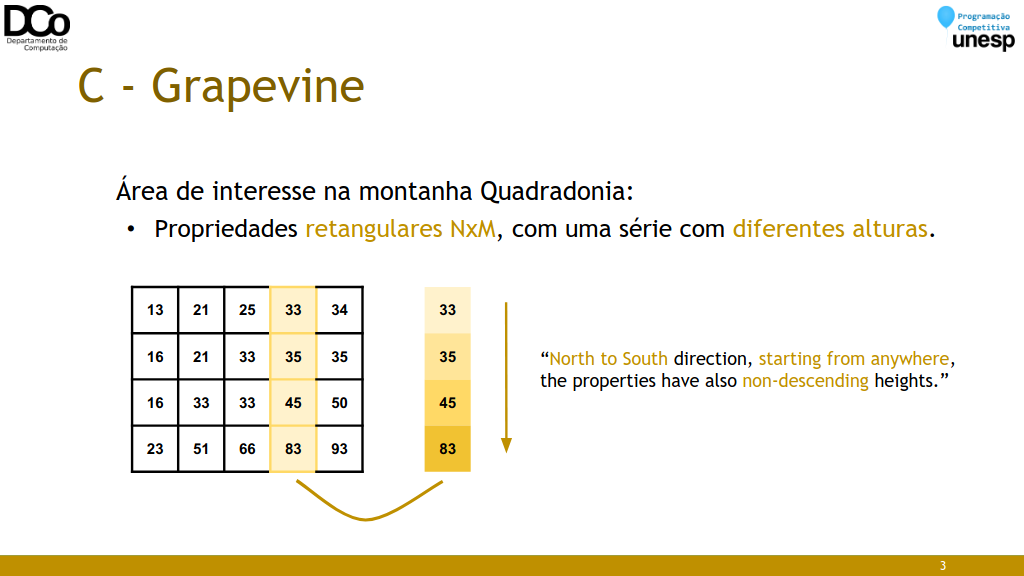 DCo
Departamento de
Computação
Programação
Competitiva
unesp
C - Grapevine
Área de interesse na montanha Quadradonia:
• Propriedades retangulares NxM, com uma série com diferentes alturas.
13 21 25 33 34
16 21 33 35 35
16 33 33 45 50
23 51 66 83 93
33
35
45
83
“North to South direction, starting from anywhere,
the properties have also non-descending heights.”
3